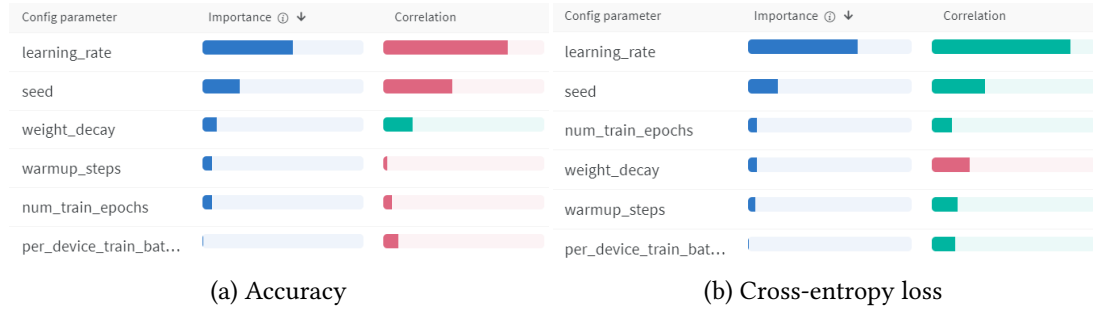 Config parameter Importance ⓘ ↓ Correlation
learning_rate
seed
weight_decay
warmup_steps
num_train_epochs
per_device_train_bat...
(a) Accuracy
Config parameter Importance ⓘ ↓ Correlation
learning_rate
seed
num_train_epochs
weight_decay
warmup_steps
per_device_train_bat...
(b) Cross-entropy loss